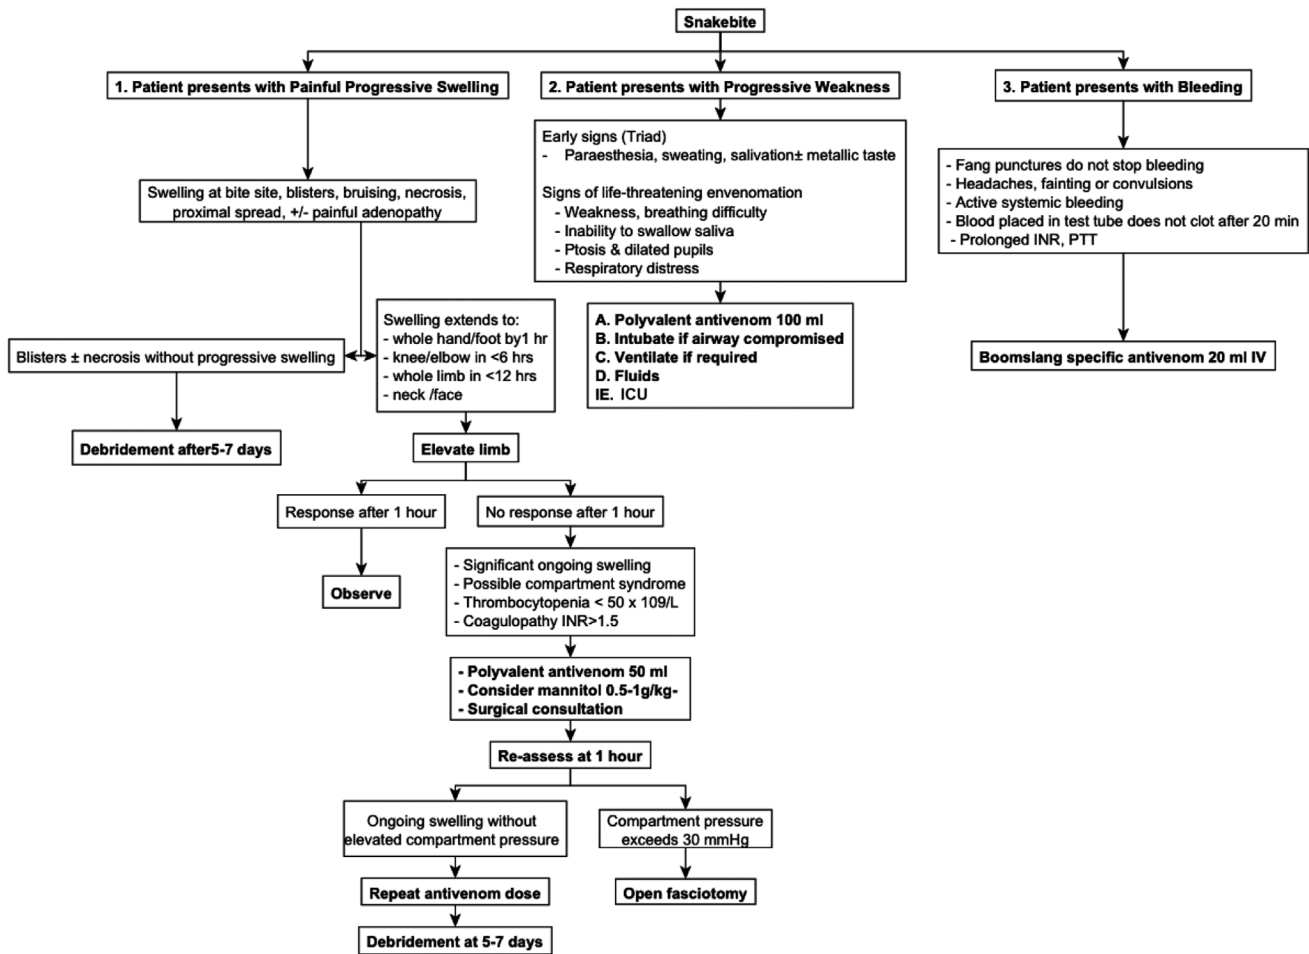 Snakebite
1. Patient presents with Painful Progressive Swelling
Swelling at bite site, blisters, bruising, necrosis,
proximal spread, +/- painful adenopathy
Blisters ± necrosis without progressive swelling
Debridement after5-7 days
Swelling extends to:
- whole hand/foot by1 hr
- knee/elbow in <6 hrs
- whole limb in <12 hrs
- neck /face
Elevate limb
Response after 1 hour
Observe
No response after 1 hour
- Significant ongoing swelling
- Possible compartment syndrome
- Thrombocytopenia < 50 x 109/L
- Coagulopathy INR>1.5
- Polyvalent antivenom 50 ml
- Consider mannitol 0.5-1g/kg-
- Surgical consultation
Re-assess at 1 hour
Ongoing swelling without
elevated compartment pressure
Repeat antivenom dose
Debridement at 5-7 days
Compartment pressure
exceeds 30 mmHg
Open fasciotomy
2. Patient presents with Progressive Weakness
Early signs (Triad)
- Paraesthesia, sweating, salivation± metallic taste
Signs of life-threatening envenomation
- Weakness, breathing difficulty
- Inability to swallow saliva
- Ptosis & dilated pupils
- Respiratory distress
A. Polyvalent antivenom 100 ml
B. Intubate if airway compromised
C. Ventilate if required
D. Fluids
IE. ICU
3. Patient presents with Bleeding
- Fang punctures do not stop bleeding
- Headaches, fainting or convulsions
- Active systemic bleeding
- Blood placed in test tube does not clot after 20 min
- Prolonged INR, PTT
Boomslang specific antivenom 20 ml IV